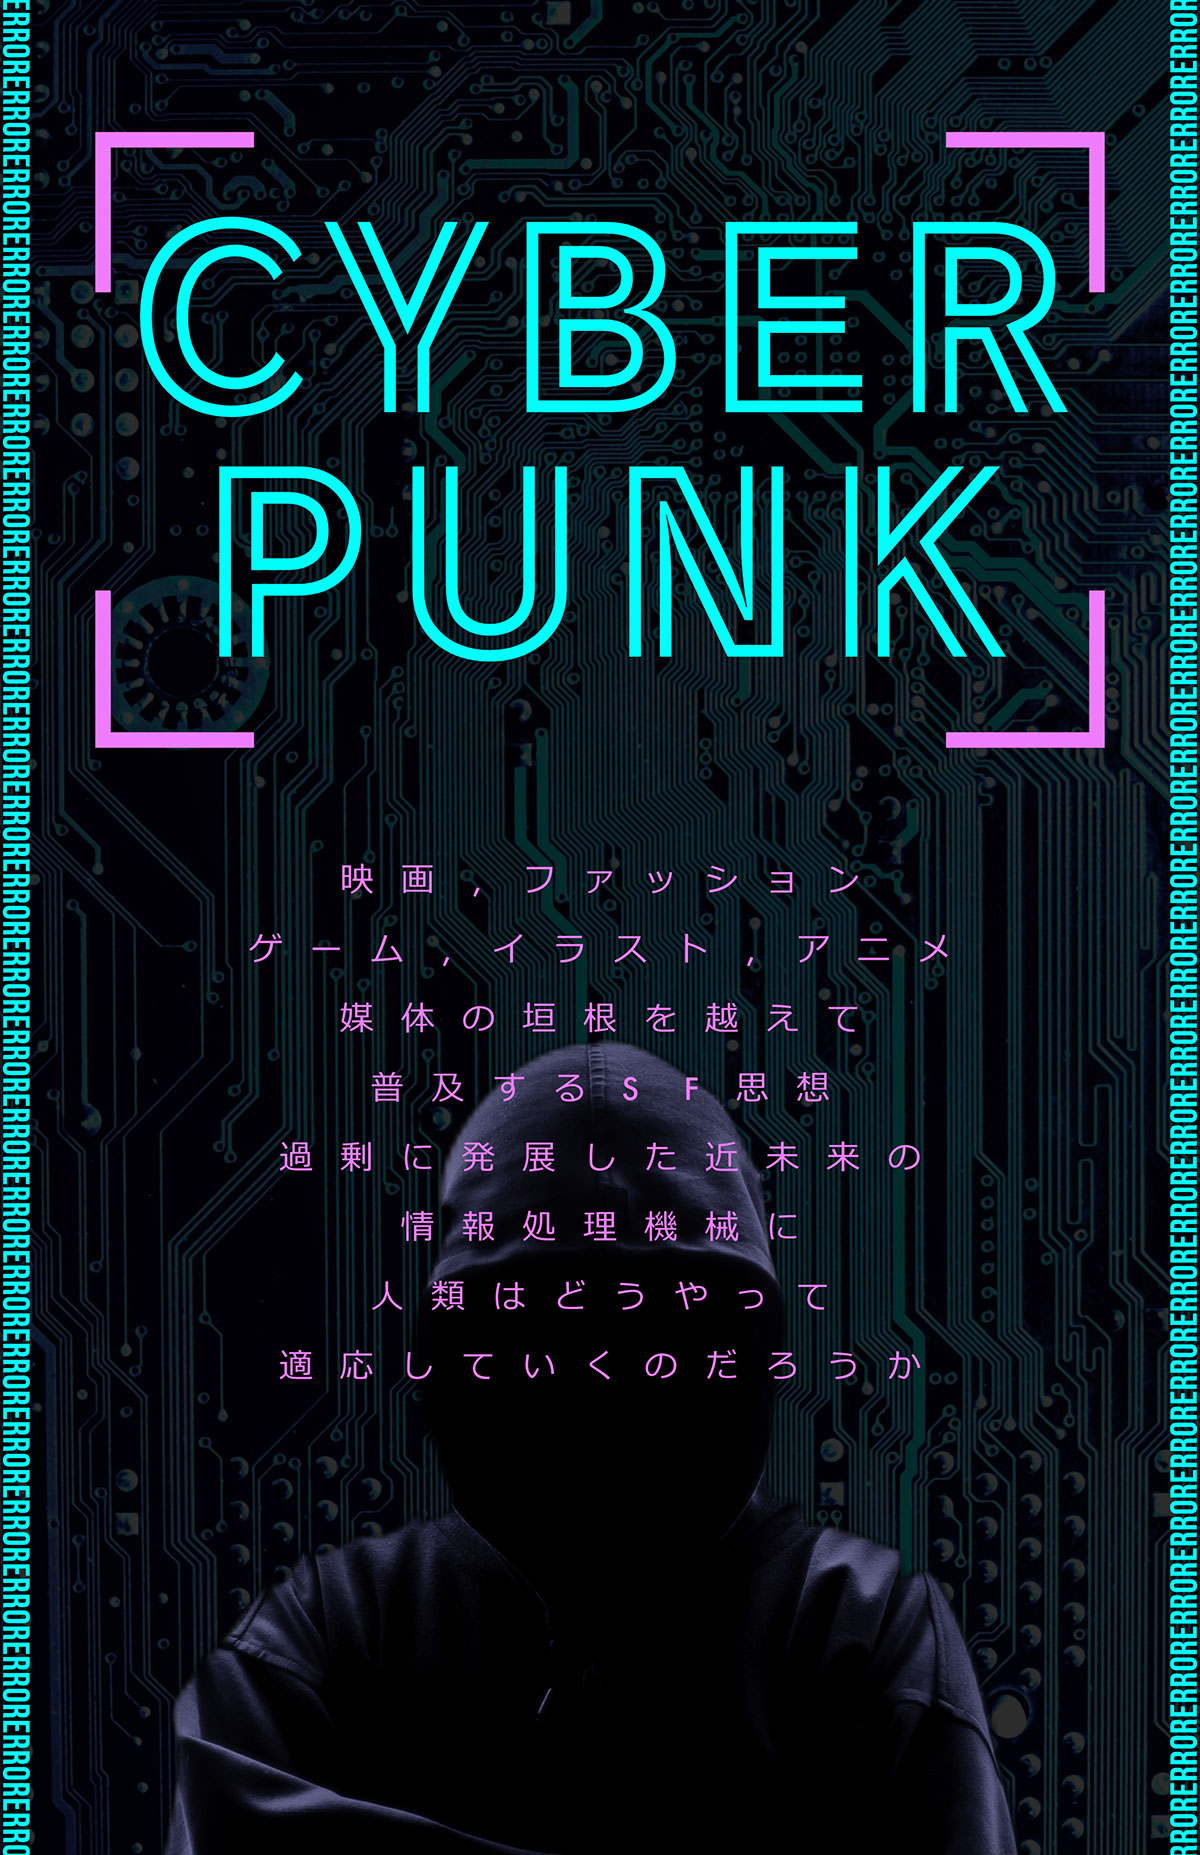 CYBER
PUNK
映画,ファッション
ゲーム,イラスト,アニメ
媒体の垣根を越えて
普及するSF思想
過剰に発展した近未来の
情報処理機械に
人類はどうやって
適応していくのだろうか
ERRORERRORERRORERRORERRORERRORERRORERRORERRORERRORERRORERRORERRORERRORERRORERRORERRORERRORERRO
ERRORERRORERRORERRORERRORERRORERRORERRORERRORERRORERRORERRORERRORERRORERRORERRORERRORERRORERROR